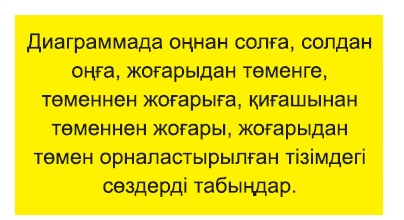 Диаграммада оңнан солға, солдан
оңға, жоғарыдан төменге,
төменнен жоғарыға, қиғашынан
төменнен жоғары, жоғарыдан
төмен орналастырылған тізімдегі
сөздерді табыңдар.